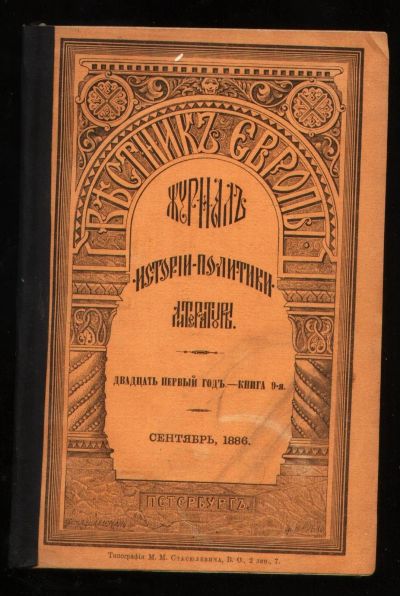 ВѢСТНИКЪ ЕВРОПЫ
ЖУРНАЛЪ
ИСТОРІИ-ПОЛИТИКИ
ЛИТЕРАТУРЫ.
ДВАДЦАТЬ ПЕРВЫЙ ГОДЪ.—КНИГА 9-я.
СЕНТЯБРЬ, 1886.
ПЕТЕРБУРГЪ.
Типографія М. М. Стасюлевича, В. О., 2 лин., 7.